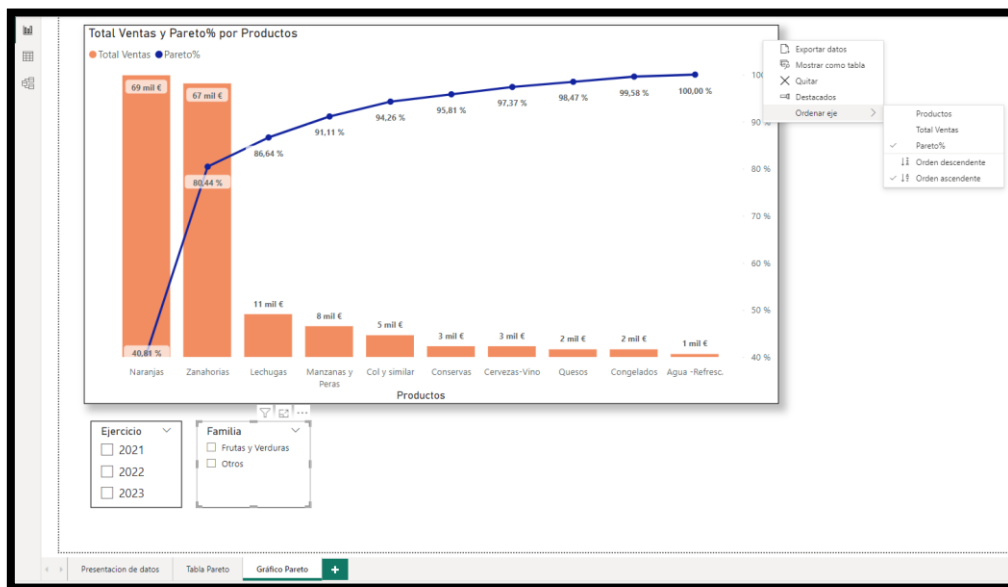 Total Ventas y Pareto% por Productos
Total Ventas Pareto%
69 mil €
67 mil €
11 mil €
8 mil €
5 mil €
3 mil €
3 mil €
2 mil €
2 mil €
1 mil €
40,81 %
80,44 %
86,64 %
91,11 %
94,26 %
95,81 %
97,37 %
98,47 %
99,58 %
100,00 %
90 %
80 %
70 %
60 %
50 %
40 %
Naranjas
Zanahorias
Lechugas
Manzanas y
Peras
Col y similar
Conservas
Cervezas-Vino
Quesos
Congelados
Agua -Refresc.
Productos
Exportar datos
Mostrar como tabla
Quitar
Destacados
Ordenar eje
Productos
Total Ventas
Pareto%
Orden descendente
Orden ascendente
Ejercicio
2021
2022
2023
Familia
Frutas y Verduras
Otros
Presentacion de datos
Tabla Pareto
Gráfico Pareto
+